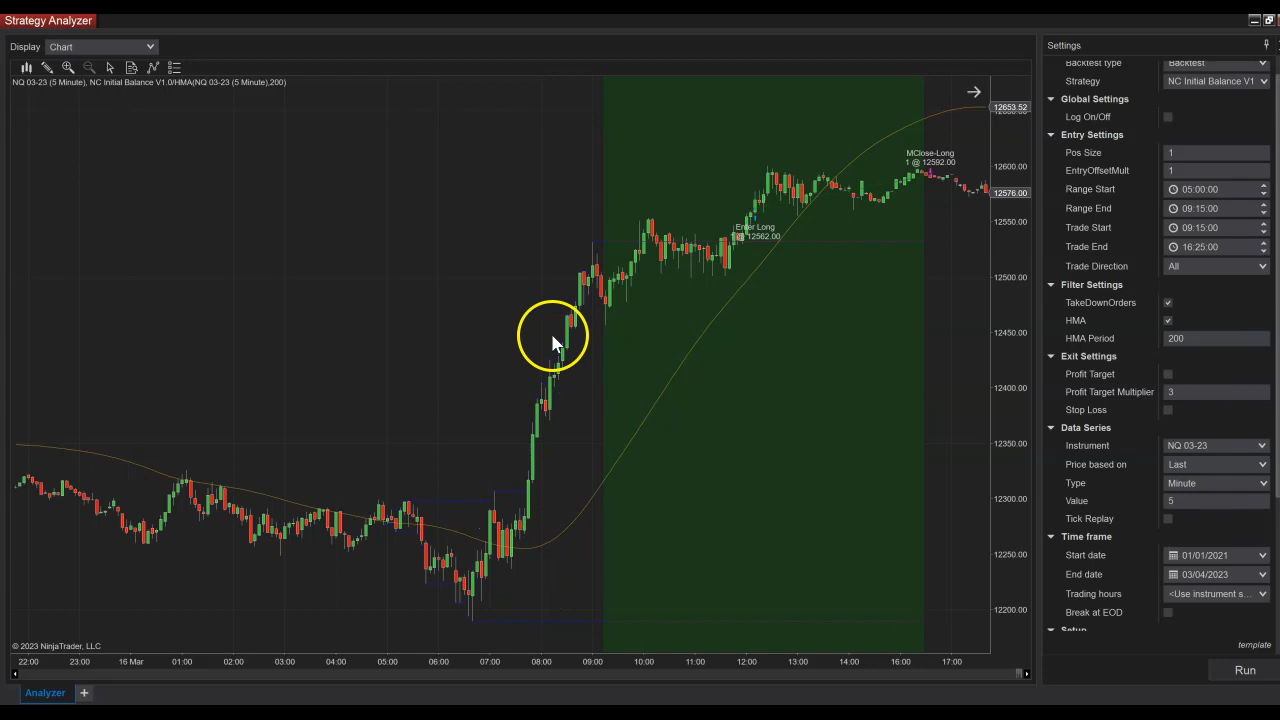 Strategy Analyzer
Display Chart
NQ 03-23 (5 Minute), NC Initial Balance V1.0/HMA(NQ 03-23 (5 Minute),200)
12653.52
12600.00
12576.00
12550.00
12500.00
12450.00
12400.00
12350.00
12300.00
12250.00
12200.00
MClose-Long
1 @ 12592.00
Enter Long
1 @ 12562.00
© 2023 NinjaTrader, LLC
22:00 23:00 16 Mar 01:00 02:00 03:00 04:00 05:00 06:00 07:00 08:00 09:00 10:00 11:00 12:00 13:00 14:00 15:00 16:00 17:00
Analyzer +
Settings
Backtest type Backtest
Strategy NC Initial Balance V1
Global Settings
Log On/Off
Entry Settings
Pos Size 1
EntryOffsetMult 1
Range Start 05:00:00
Range End 09:15:00
Trade Start 09:15:00
Trade End 16:25:00
Trade Direction All
Filter Settings
TakeDownOrders
HMA
HMA Period 200
Exit Settings
Profit Target
Profit Target Multiplier 3
Stop Loss
Data Series
Instrument NQ 03-23
Price based on Last
Type Minute
Value 5
Tick Replay
Time frame
Start date 01/01/2021
End date 03/04/2023
Trading hours <Use instrument s...
Break at EOD
Setup
template
Run